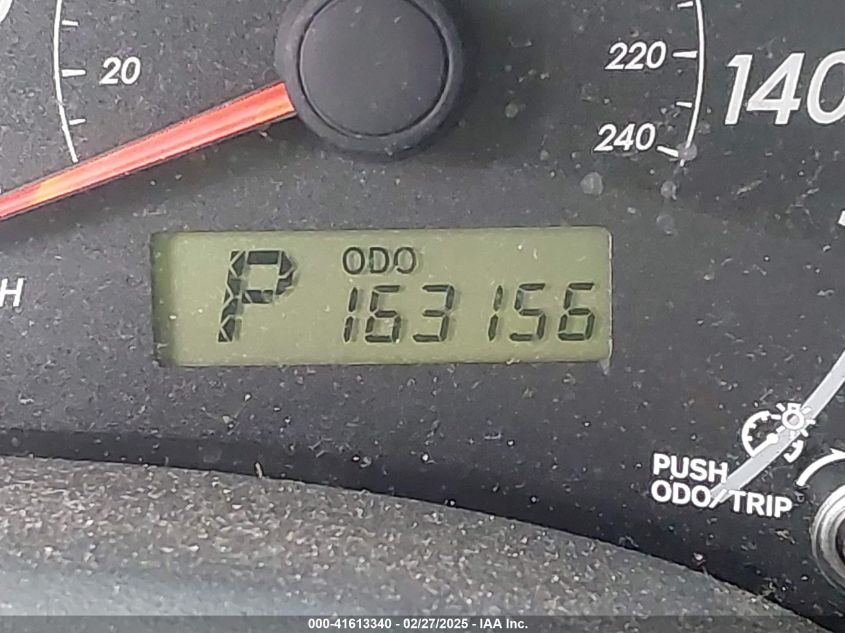 20
220
140
240
H
P ODO
163156
PUSH
ODO/TRIP
000-41613340 - 02/27/2025 - IAA Inc.